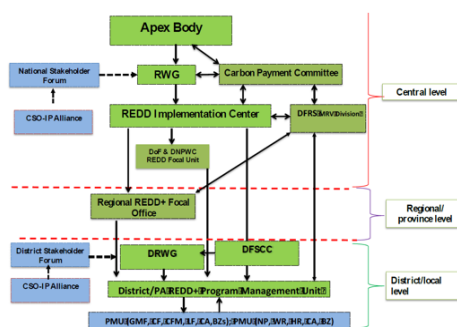 Apex Body
National Stakeholder
Forum
RWG
Carbon Payment Committee
Central level
CSO-IP Alliance
REDD Implementation Center
DFRS MRV Division
DoF & DNPWC
REDD Focal Unit
Regional REDD+ Focal
Office
Regional/
province level
District Stakeholder
Forum
DRWG
DFSCC
CSO-IP Alliance
District/PA REDD+ Program Management Unit
District/local
level
PMU (GMF, CF, CFM, LF, CA, BZs); PMU (NP, WR, HR, CA, BZ)